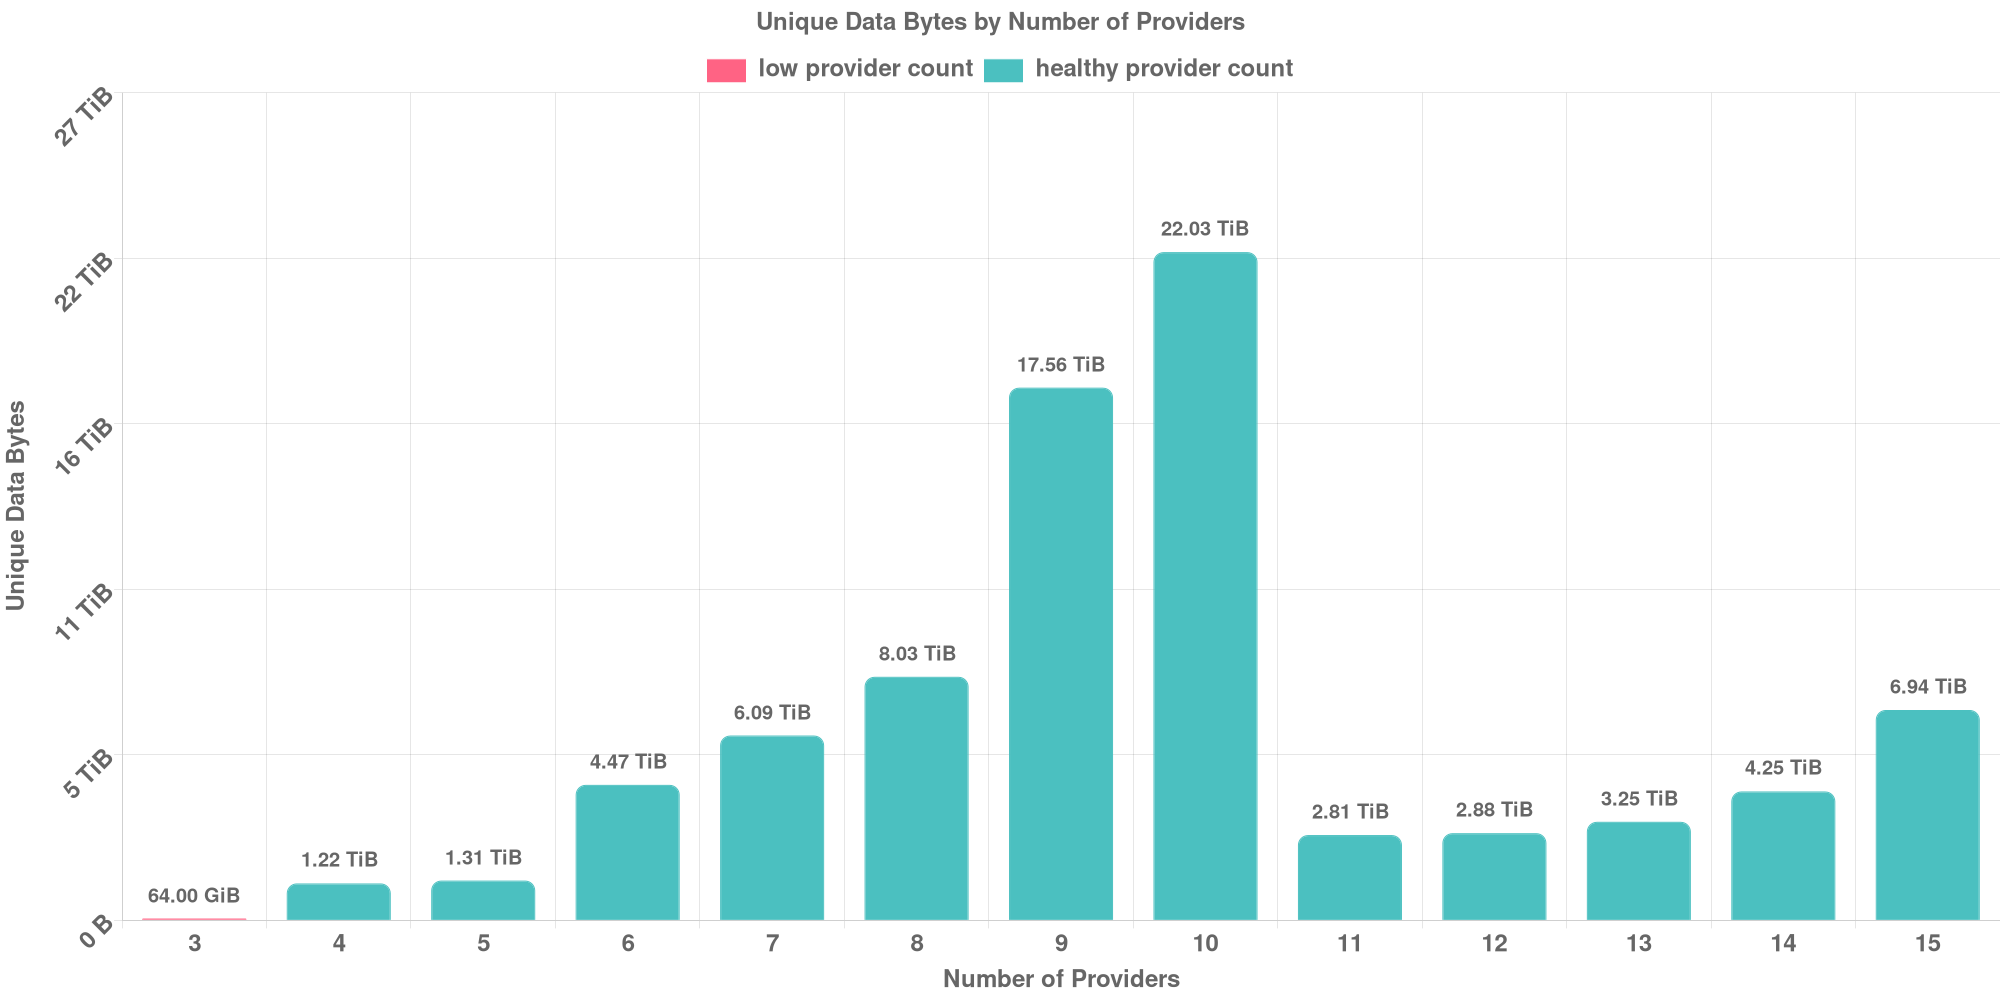 Unique Data Bytes by Number of Providers
low provider count healthy provider count
Unique Data Bytes
27 TiB
22 TiB
16 TiB
11 TiB
5 TiB
0 B
64.00 GiB
1.22 TiB
1.31 TiB
4.47 TiB
6.09 TiB
8.03 TiB
17.56 TiB
22.03 TiB
2.81 TiB
2.88 TiB
3.25 TiB
4.25 TiB
6.94 TiB
3 4 5 6 7 8 9 10 11 12 13 14 15
Number of Providers